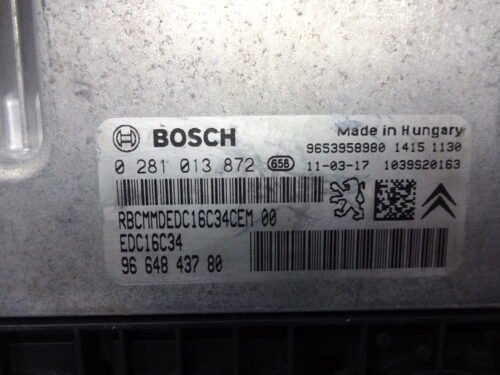 BOSCH
Made in Hungary
9653958980 1415 1130
0 281 013 872 658 11-03-17 1039S20163
RBCMMDEDC16C34CEM 00
EDC16C34
96 648 437 80